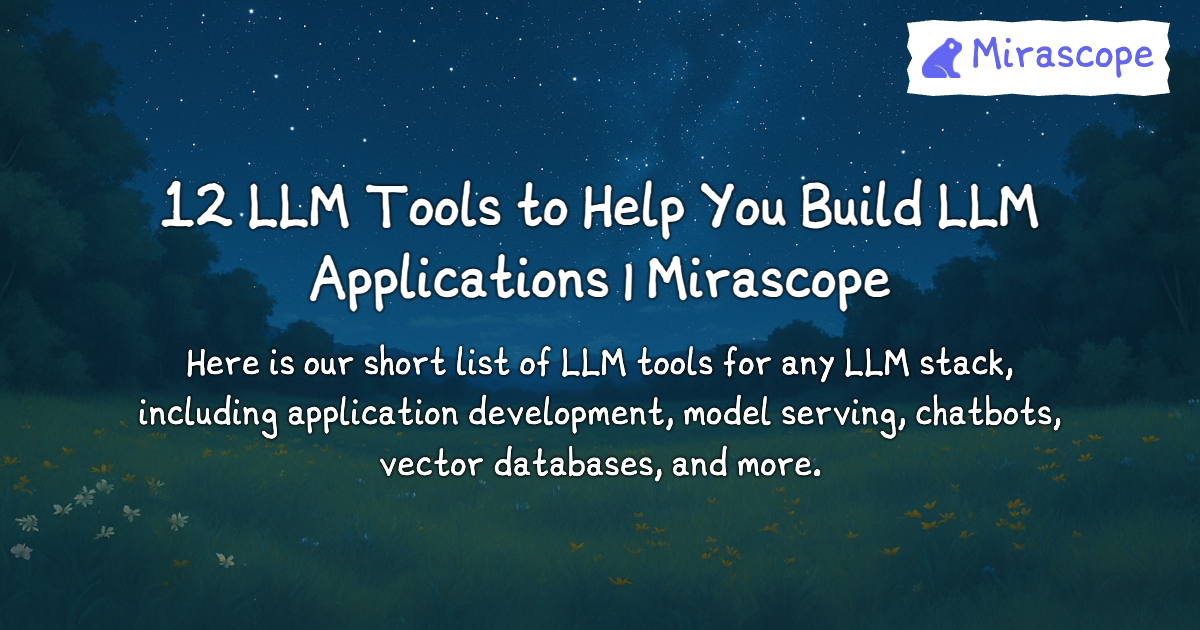 Mirascope
12 LLM Tools to Help You Build LLM
Applications | Mirascope
Here is our short list of LLM tools for any LLM stack,
including application development, model serving, chatbots,
vector databases, and more.